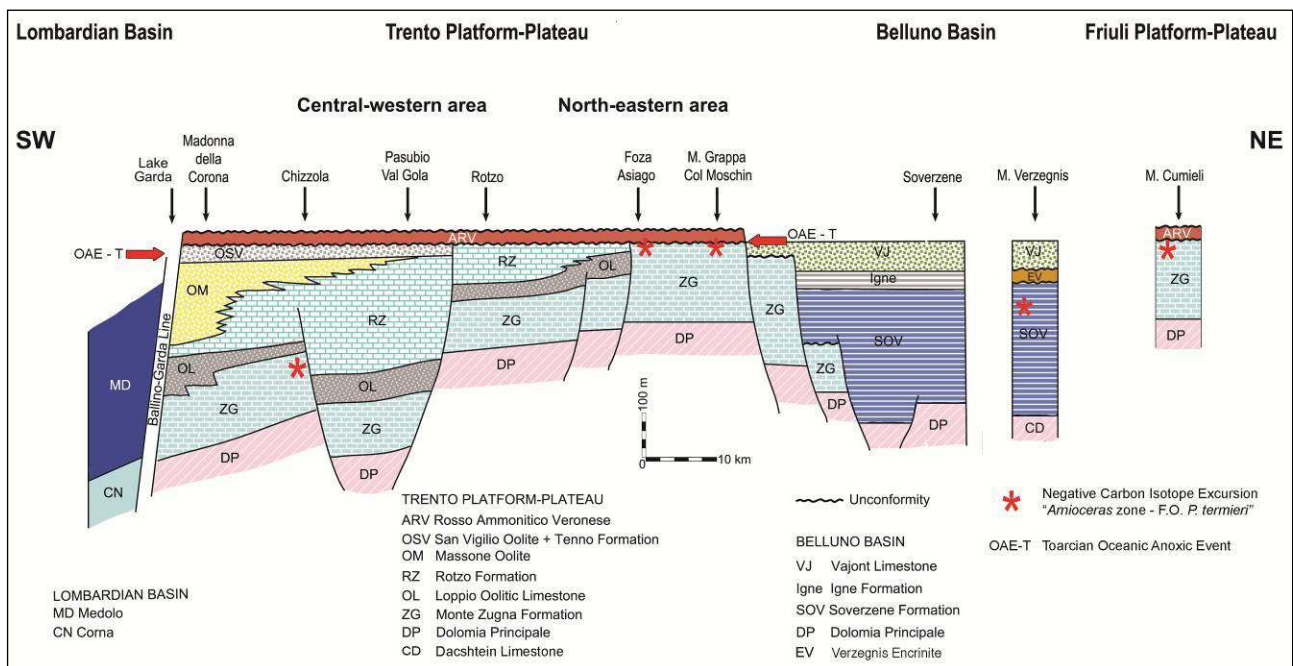 Lombardian Basin
Trento Platform-Plateau
Belluno Basin
Friuli Platform-Plateau
Central-western area
North-eastern area
SW
NE
Lake
Garda
Madonna
della
Corona
Chizzola
Pasubio
Val Gola
Rotzo
Foza
Asiago
M. Grappa
Col Moschin
Soverzene
M. Verzegnis
M. Cumieli
OAE - T
OAE - T
ARV
OSV
OM
RZ
RZ
OL
OL
OL
ZG
ZG
ZG
ZG
ZG
ZG
DP
DP
DP
DP
DP
DP
MD
CN
Ballino-Garda Line
VJ
Igne
SOV
VJ
EV
SOV
CD
ARV
ZG
DP
100 m
0
10 km
TRENTO PLATFORM-PLATEAU
ARV Rosso Ammonitico Veronese
OSV San Vigilio Oolite + Tenno Formation
OM Massone Oolite
RZ Rotzo Formation
OL Loppio Oolitic Limestone
ZG Monte Zugna Formation
DP Dolomia Principale
CD Dacshtein Limestone
LOMBARDIAN BASIN
MD Medolo
CN Corna
Unconformity
BELLUNO BASIN
VJ Vajont Limestone
Igne Igne Formation
SOV Soverzene Formation
DP Dolomia Principale
EV Verzegnis Encrinite
Negative Carbon Isotope Excursion
"Arnioceras zone - F.O. P. termieri"
OAE-T Toarcian Oceanic Anoxic Event